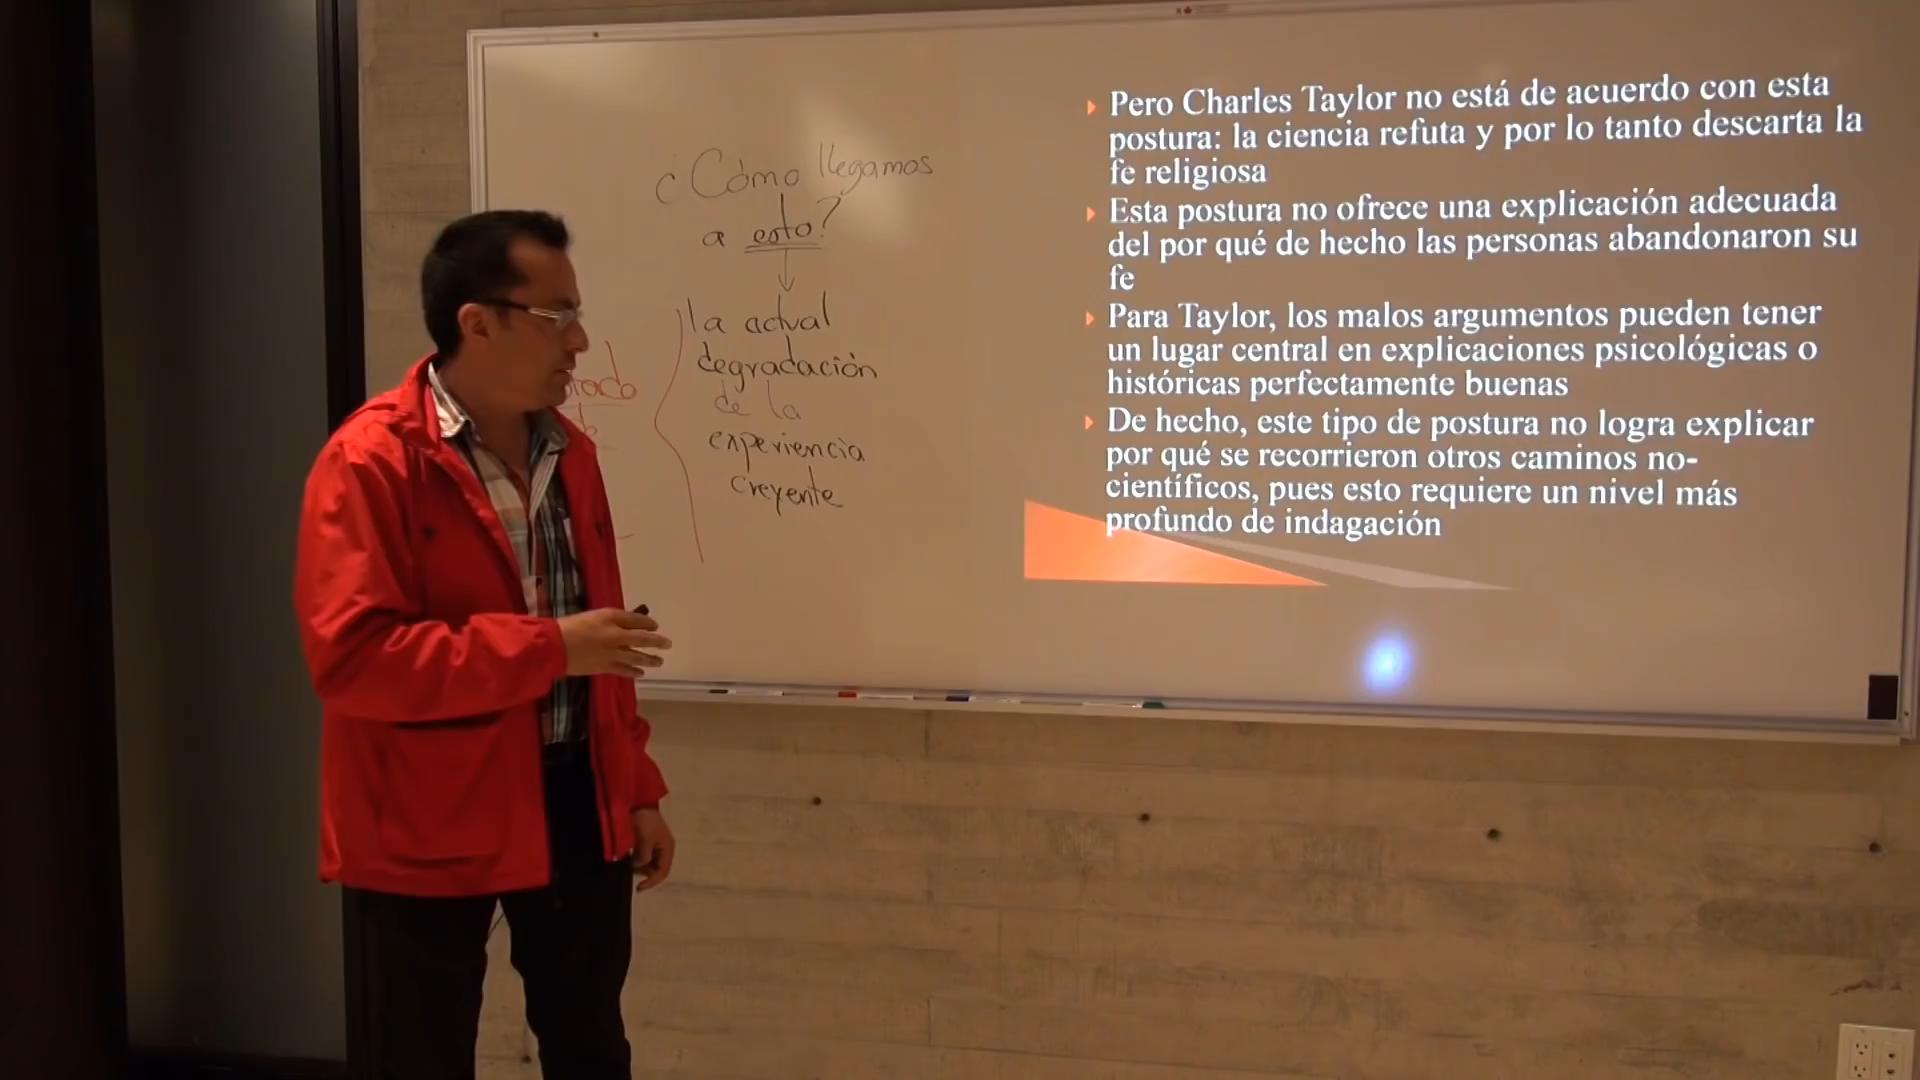 ¿Cómo llegamos
a esto?
la actual
degradación
de la
experiencia
creyente
Pero Charles Taylor no está de acuerdo con esta
postura: la ciencia refuta y por lo tanto descarta la
fe religiosa
Esta postura no ofrece una explicación adecuada
del por qué de hecho las personas abandonaron su
fe
Para Taylor, los malos argumentos pueden tener
un lugar central en explicaciones psicológicas o
históricas perfectamente buenas
De hecho, este tipo de postura no logra explicar
por qué se recorrieron otros caminos no-
científicos, pues esto requiere un nivel más
profundo de indagación